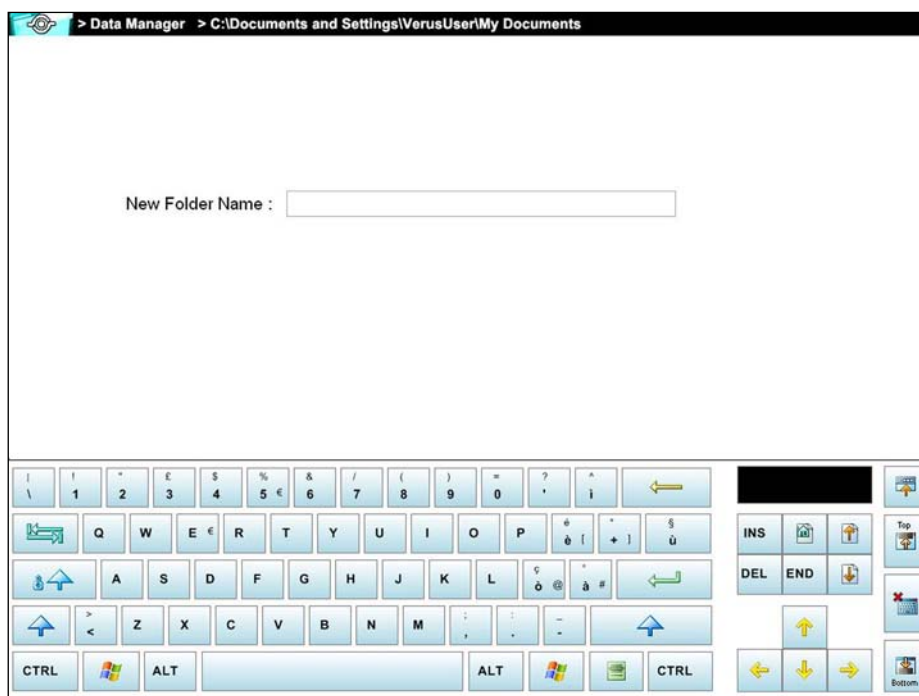 > Data Manager > C:\Documents and Settings\VerusUser\My Documents
New Folder Name :
| ! " £ $ % & / ( ) = ? ^
\ 1 2 3 4 5 € 6 7 8 9 0 ' ì
Q W E € R T Y U I O P é è [ * + ] § ù
INS
Top
A S D F G H J K L ç ò @ ° à #
DEL END
> < Z X C V B N M ; , : . _ -
CTRL ALT ALT CTRL
Bottom